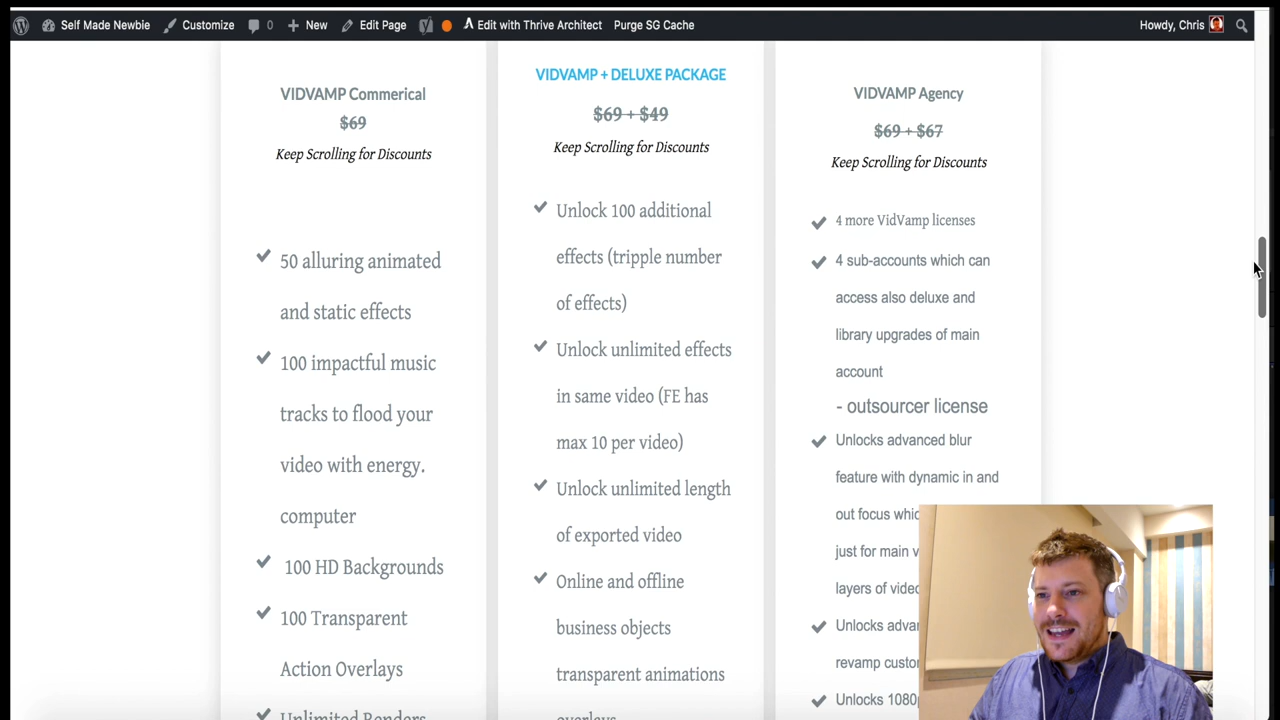 Self Made Newbie
Customize
0
New
Edit Page
Edit with Thrive Architect
Purge SG Cache
Howdy, Chris
VIDVAMP Commerical
$69
Keep Scrolling for Discounts
50 alluring animated
and static effects
100 impactful music
tracks to flood your
video with energy.
computer
100 HD Backgrounds
100 Transparent
Action Overlays
Unlimited Renders
VIDVAMP + DELUXE PACKAGE
$69 + $49
Keep Scrolling for Discounts
Unlock 100 additional
effects (tripple number
of effects)
Unlock unlimited effects
in same video (FE has
max 10 per video)
Unlock unlimited length
of exported video
Online and offline
business objects
transparent animations
overlays
VIDVAMP Agency
$69 + $67
Keep Scrolling for Discounts
4 more VidVamp licenses
4 sub-accounts which can
access also deluxe and
library upgrades of main
account
- outsourcer license
Unlocks advanced blur
feature with dynamic in and
out focus
just for main
layers of
Unlocks
revamp
Unlocks 1080p